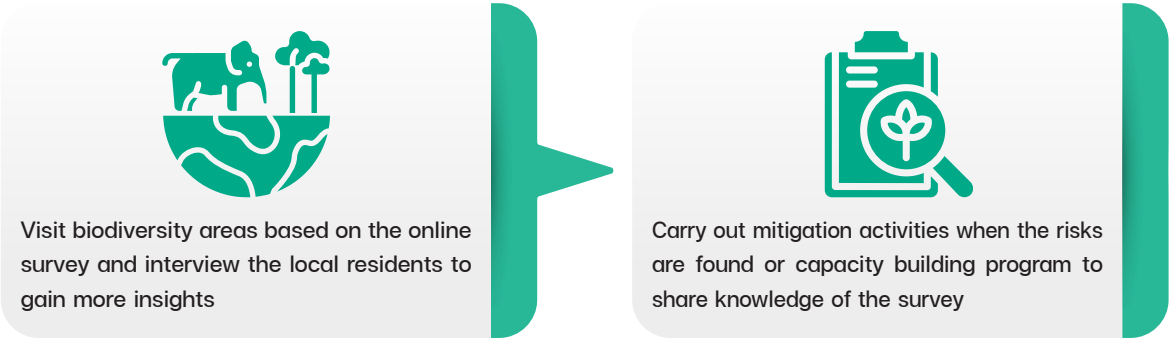 Visit biodiversity areas based on the online
survey and interview the local residents to
gain more insights
Carry out mitigation activities when the risks
are found or capacity building program to
share knowledge of the survey